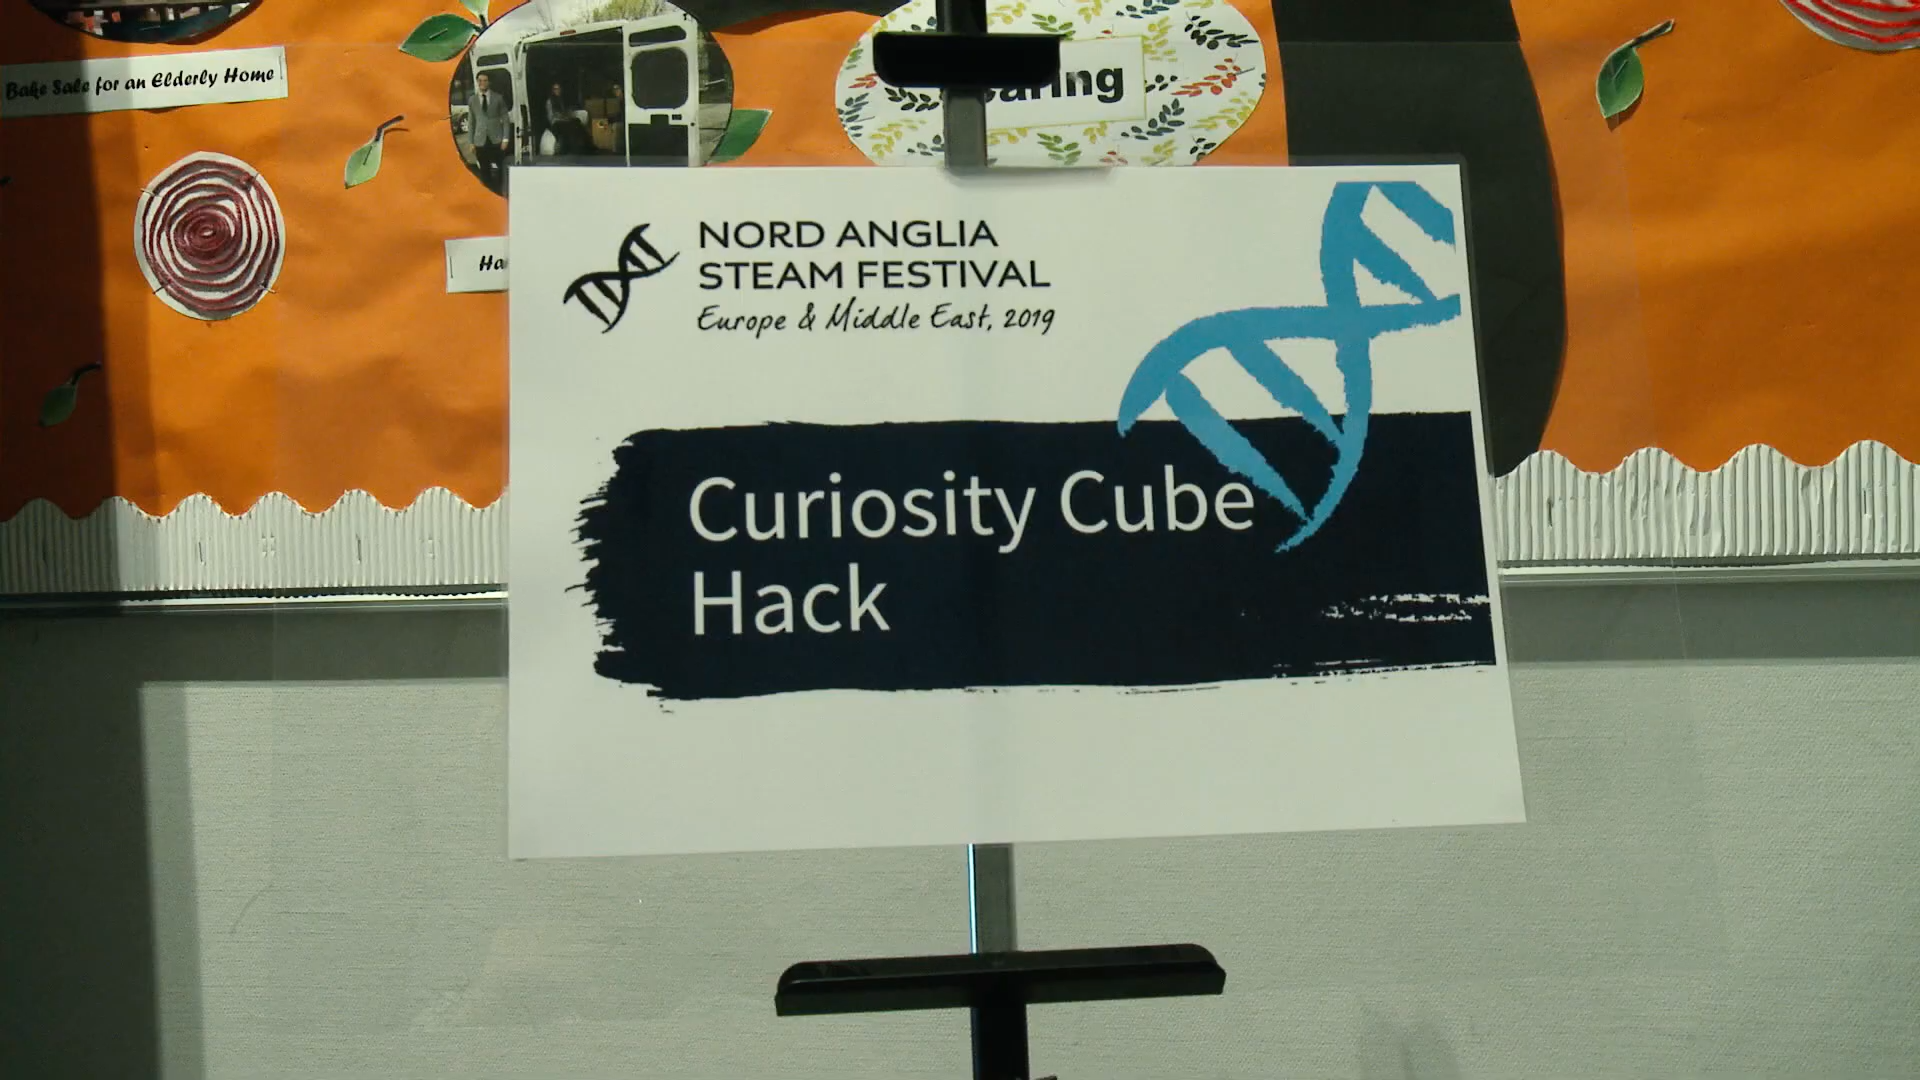 Bake Sale for an Elderly Home
NORD ANGLIA
STEAM FESTIVAL
Europe & Middle East, 2019
Curiosity Cube
Hack